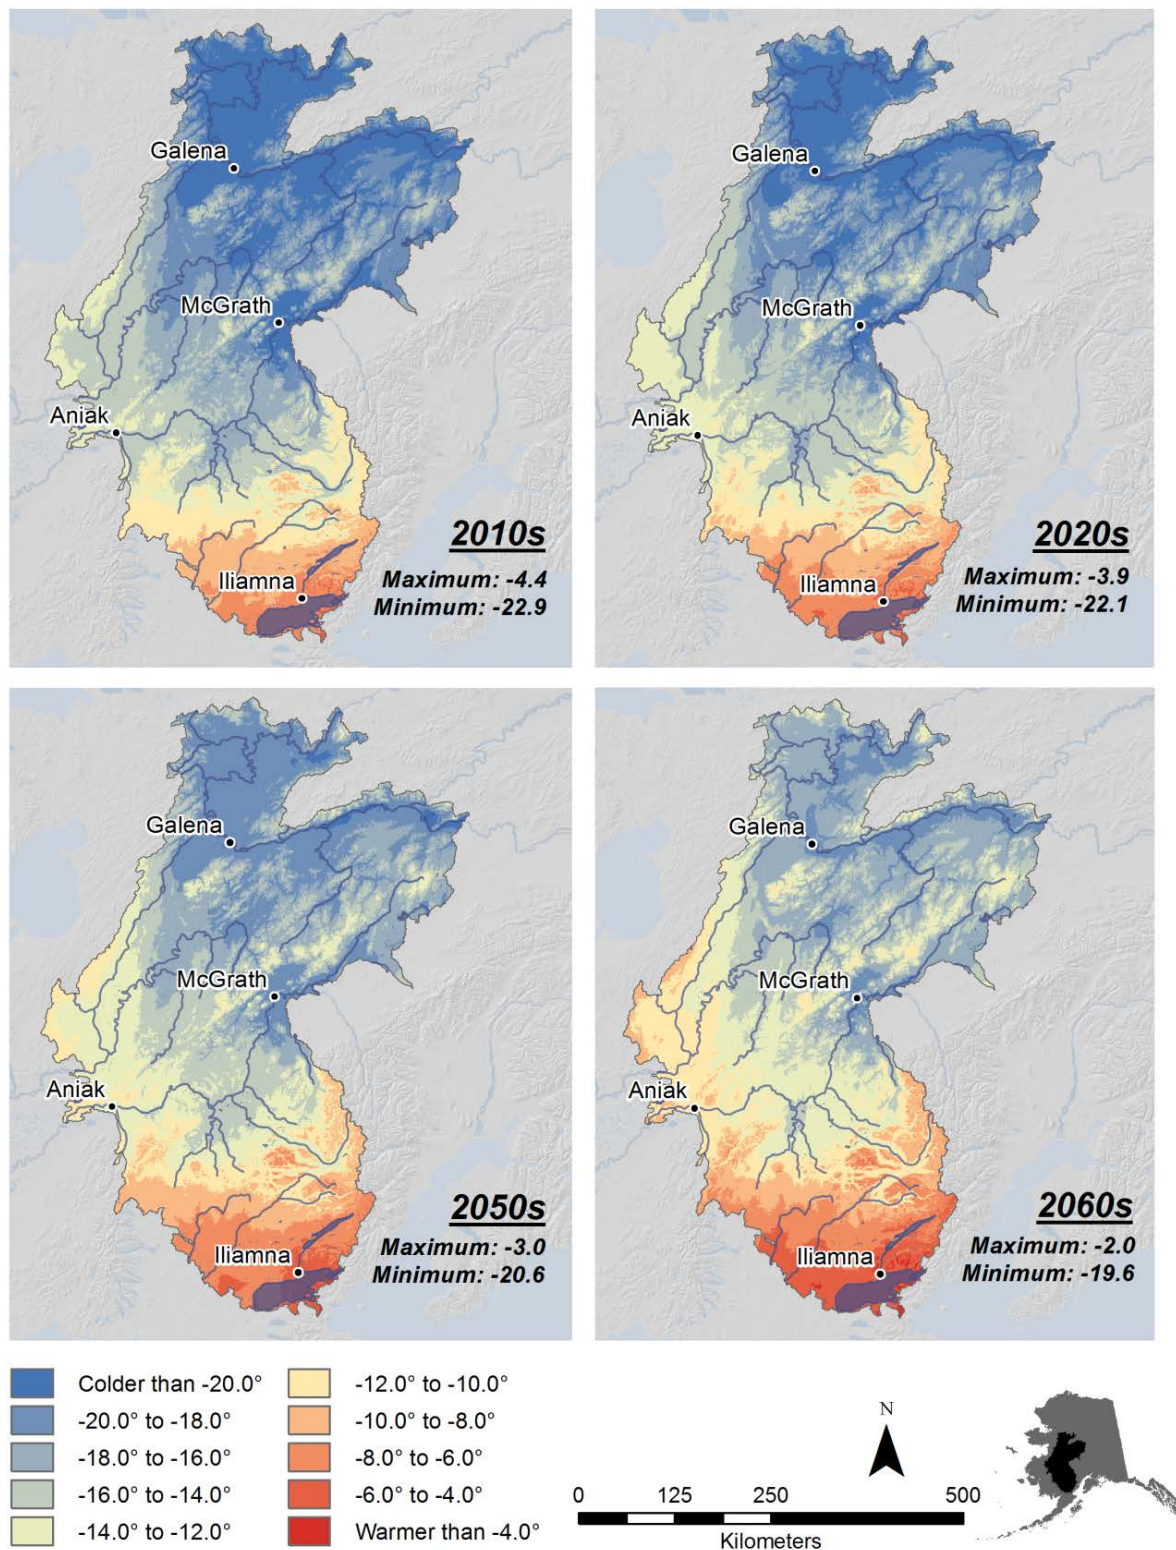 Galena
McGrath
Aniak
Iliamna
2010s
Maximum: -4.4
Minimum: -22.9
Galena
McGrath
Aniak
Iliamna
2020s
Maximum: -3.9
Minimum: -22.1
Galena
McGrath
Aniak
Iliamna
2050s
Maximum: -3.0
Minimum: -20.6
Galena
McGrath
Aniak
Iliamna
2060s
Maximum: -2.0
Minimum: -19.6
Colder than -20.0°
-20.0° to -18.0°
-18.0° to -16.0°
-16.0° to -14.0°
-14.0° to -12.0°
-12.0° to -10.0°
-10.0° to -8.0°
-8.0° to -6.0°
-6.0° to -4.0°
Warmer than -4.0°
N
0 125 250 500
Kilometers